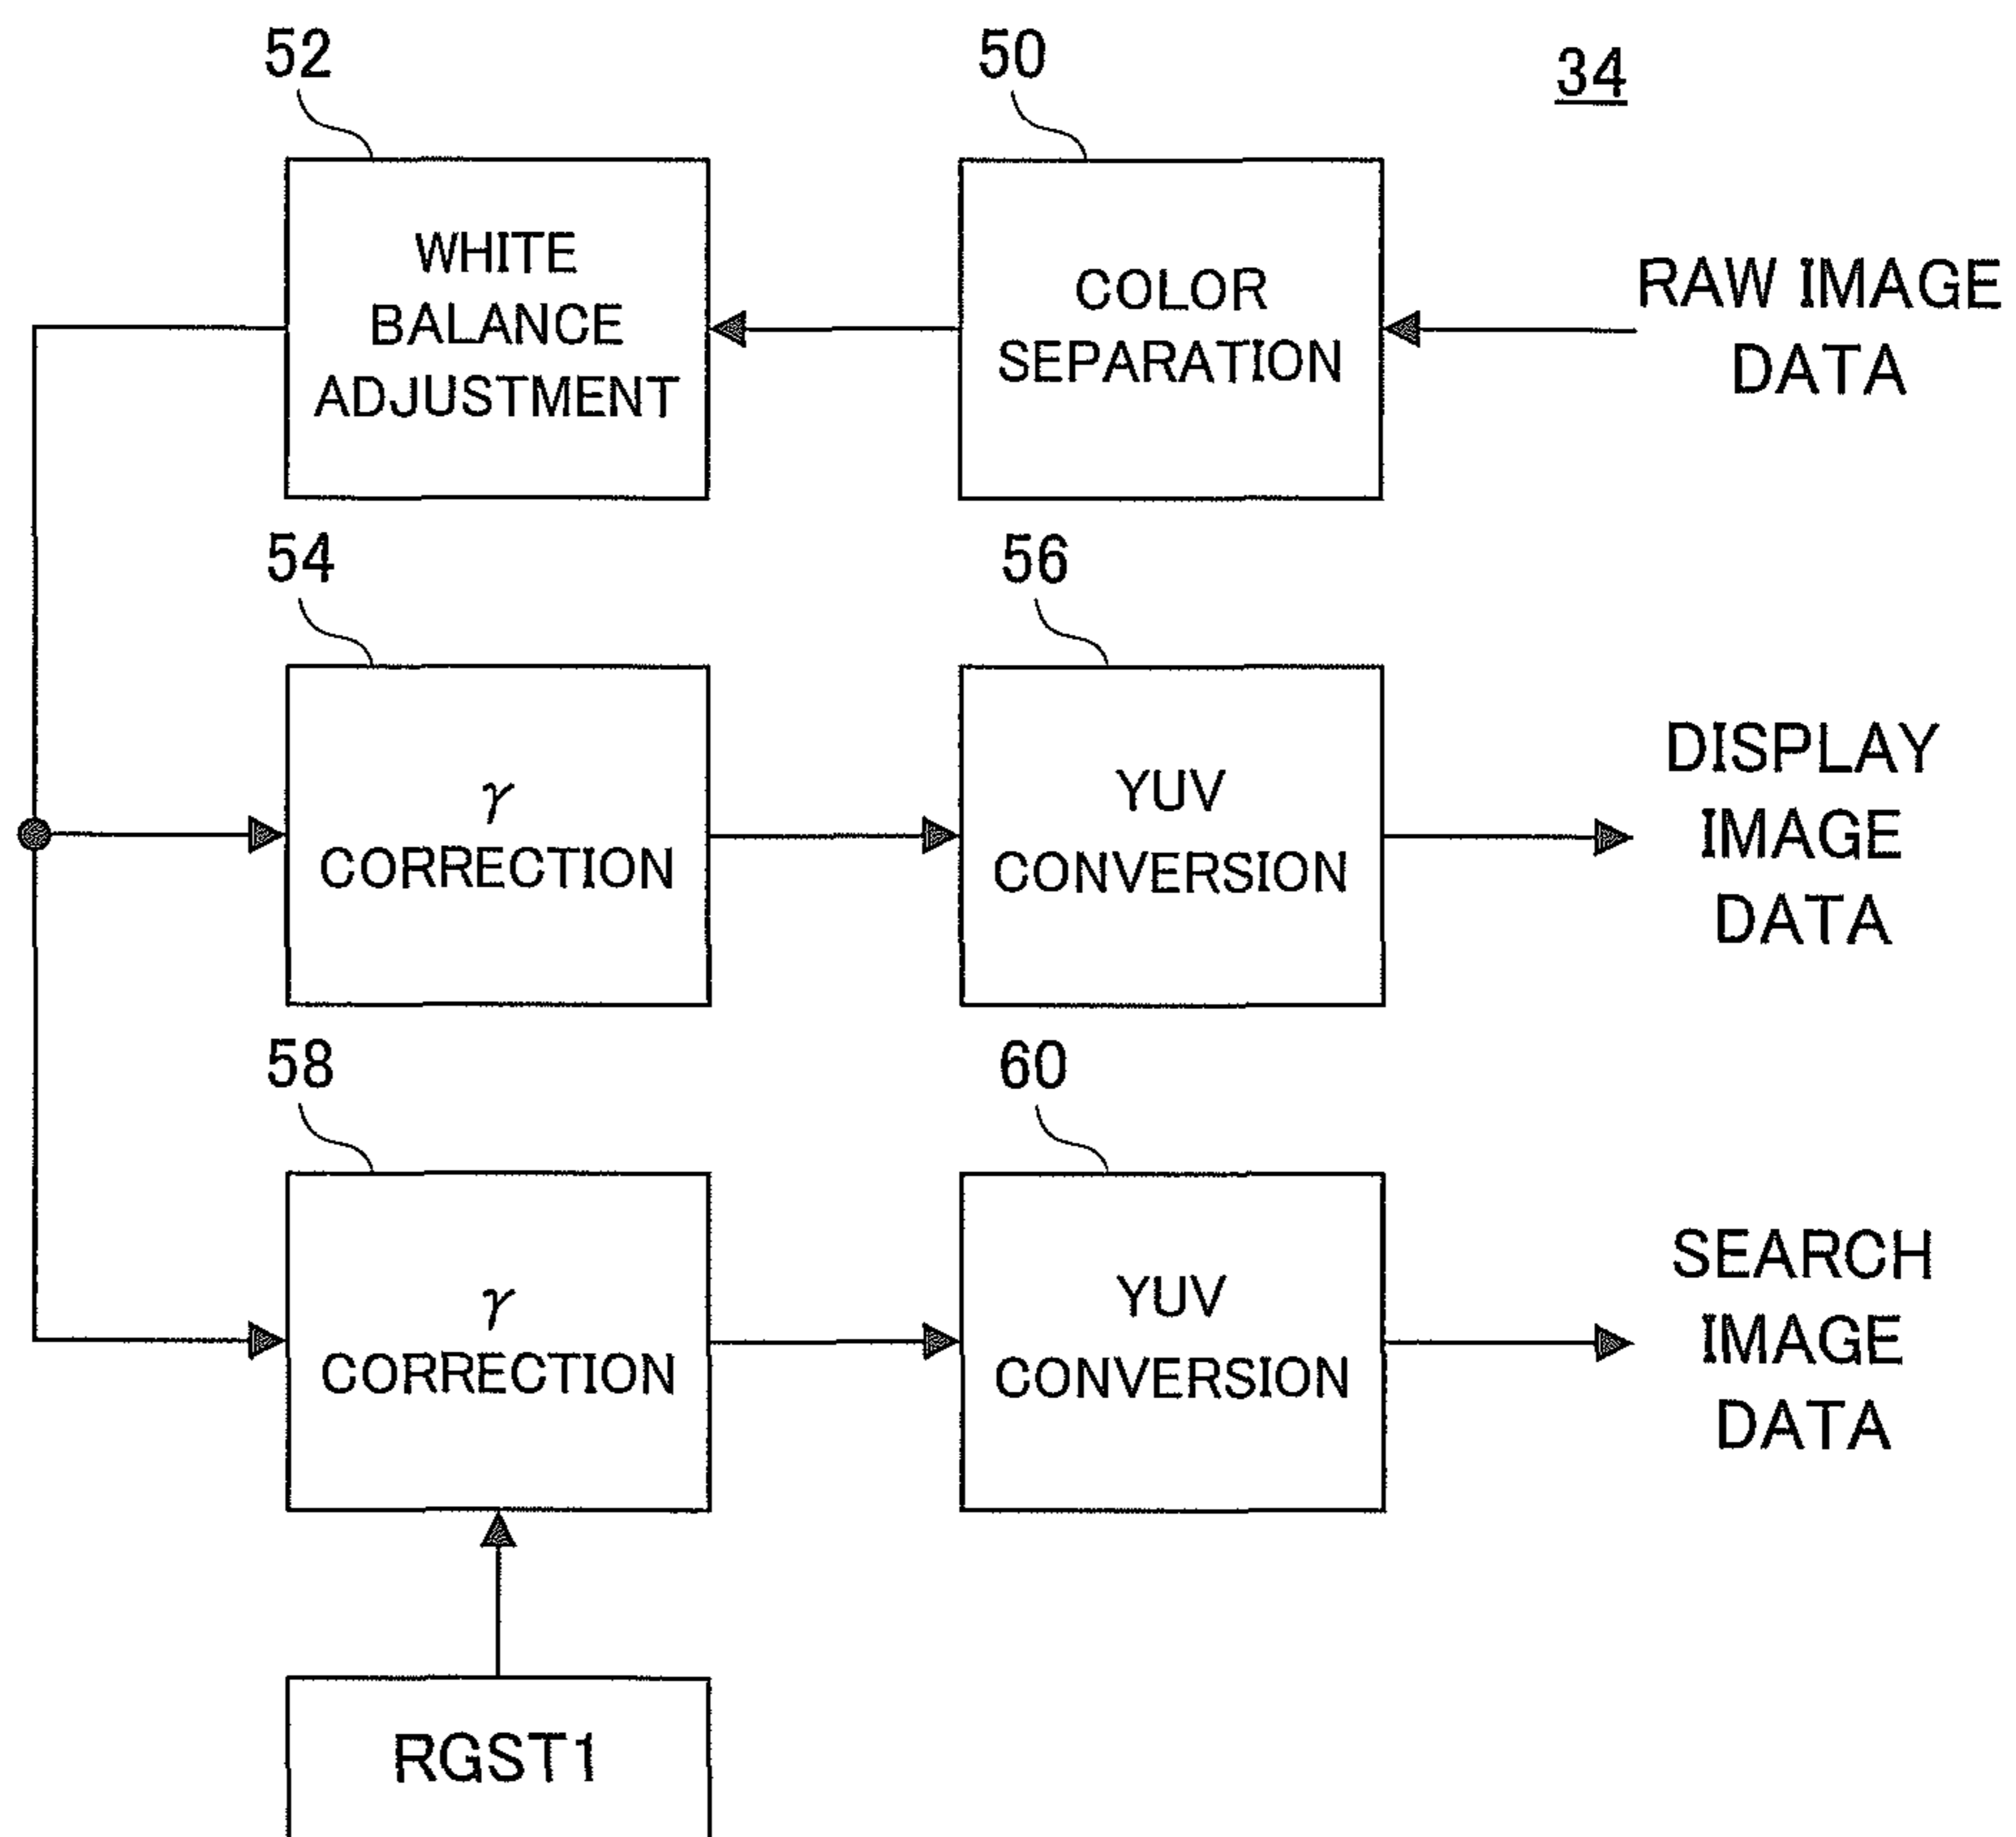 52
50
34
WHITE
BALANCE
ADJUSTMENT
COLOR
SEPARATION
RAW IMAGE
DATA
54
56
γ
CORRECTION
YUV
CONVERSION
DISPLAY
IMAGE
DATA
58
60
γ
CORRECTION
YUV
CONVERSION
SEARCH
IMAGE
DATA
RGST1